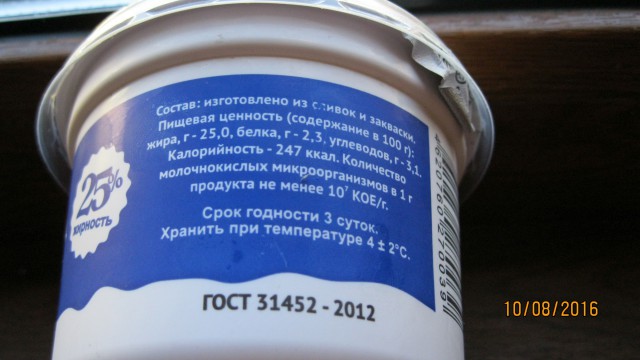 Состав: изготовлено из сливок и закваски.
Пищевая ценность (содержание в 100 г):
жира, г - 25,0, белка, г - 2,3, углеводов, г - 3,1.
Калорийность - 247 ккал. Количество
молочнокислых микроорганизмов в 1 г
продукта не менее 10⁷ КОЕ/г.
Срок годности 3 суток.
Хранить при температуре 4 ± 2°С.
25%
жирность
ГОСТ 31452 - 2012
10/08/2016